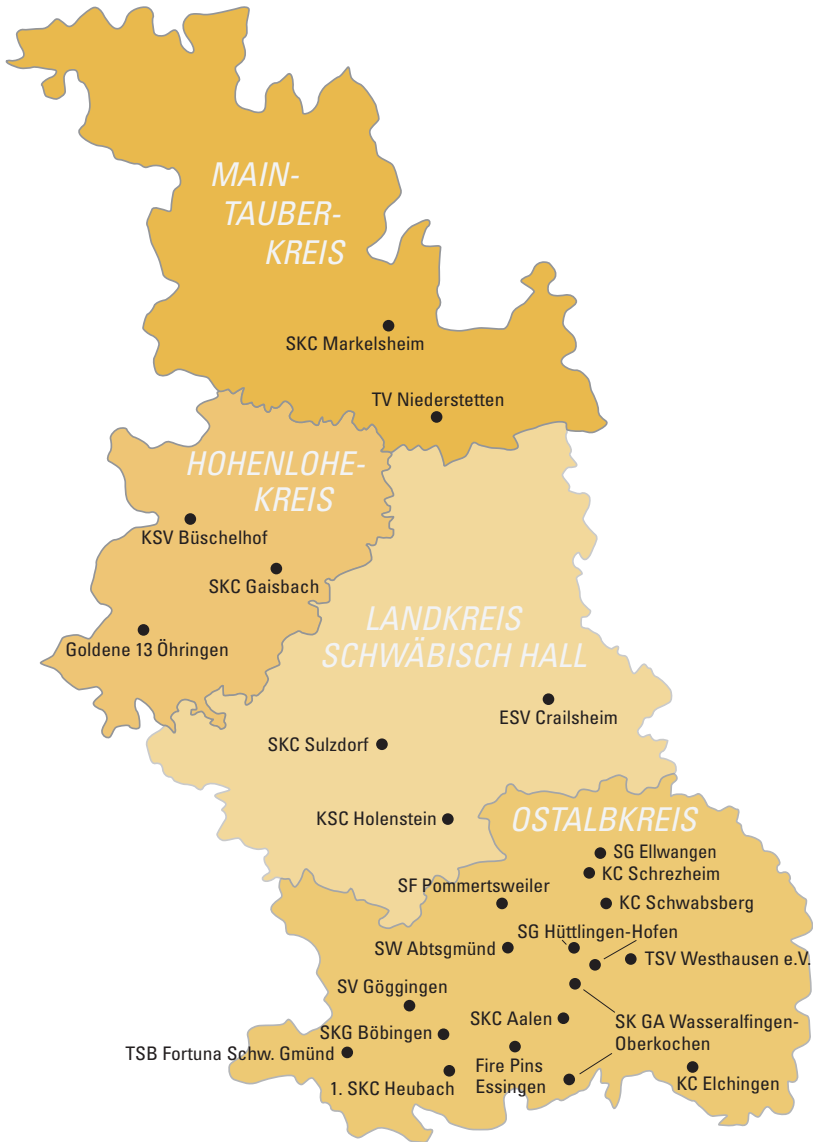 MAIN-
TAUBER-
KREIS
SKC Markelsheim
TV Niederstetten
HOHENLOHE-
KREIS
KSV Büschelhof
SKC Gaisbach
Goldene 13 Öhringen
LANDKREIS
SCHWÄBISCH HALL
ESV Crailsheim
SKC Sulzdorf
KSC Holenstein
OSTALBKREIS
SG Ellwangen
KC Schrezheim
SF Pommertsweiler
KC Schwabsberg
SG Hüttlingen-Hofen
SW Abtsgmünd
TSV Westhausen e.V.
SV Göggingen
SKC Aalen
SK GA Wasseralfingen-
Oberkochen
SKG Böbingen
TSB Fortuna Schw. Gmünd
Fire Pins
Essingen
1. SKC Heubach
KC Elchingen